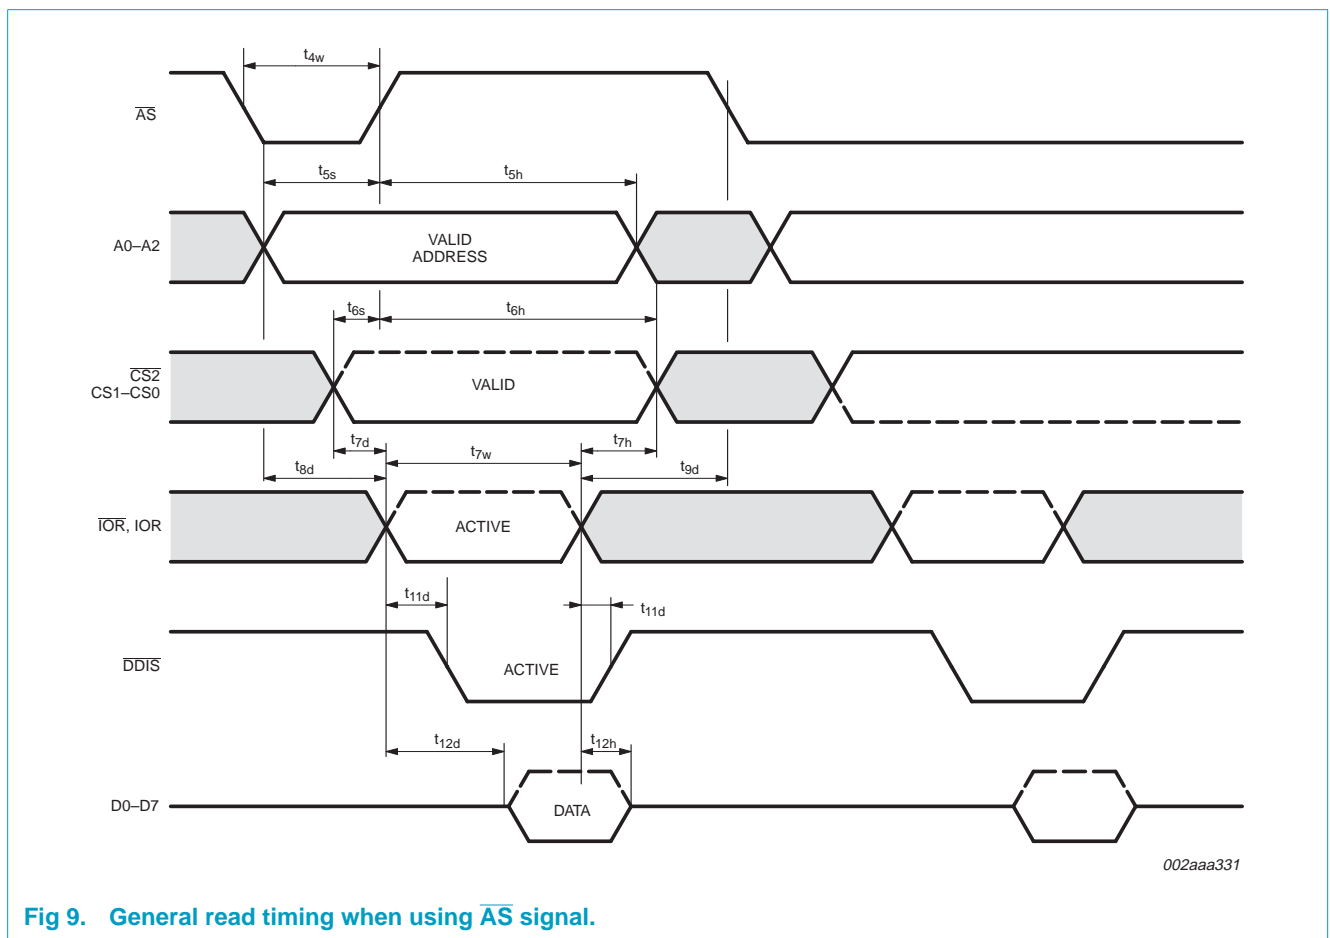 t4w
AS
t5s
t5h
A0–A2
VALID
ADDRESS
t6s
t6h
CS2
CS1–CS0
VALID
t7d
t7w
t7h
t8d
t9d
IOR, IOR
ACTIVE
t11d
t11d
DDIS
ACTIVE
t12d
t12h
D0–D7
DATA
002aaa331
Fig 9. General read timing when using AS signal.